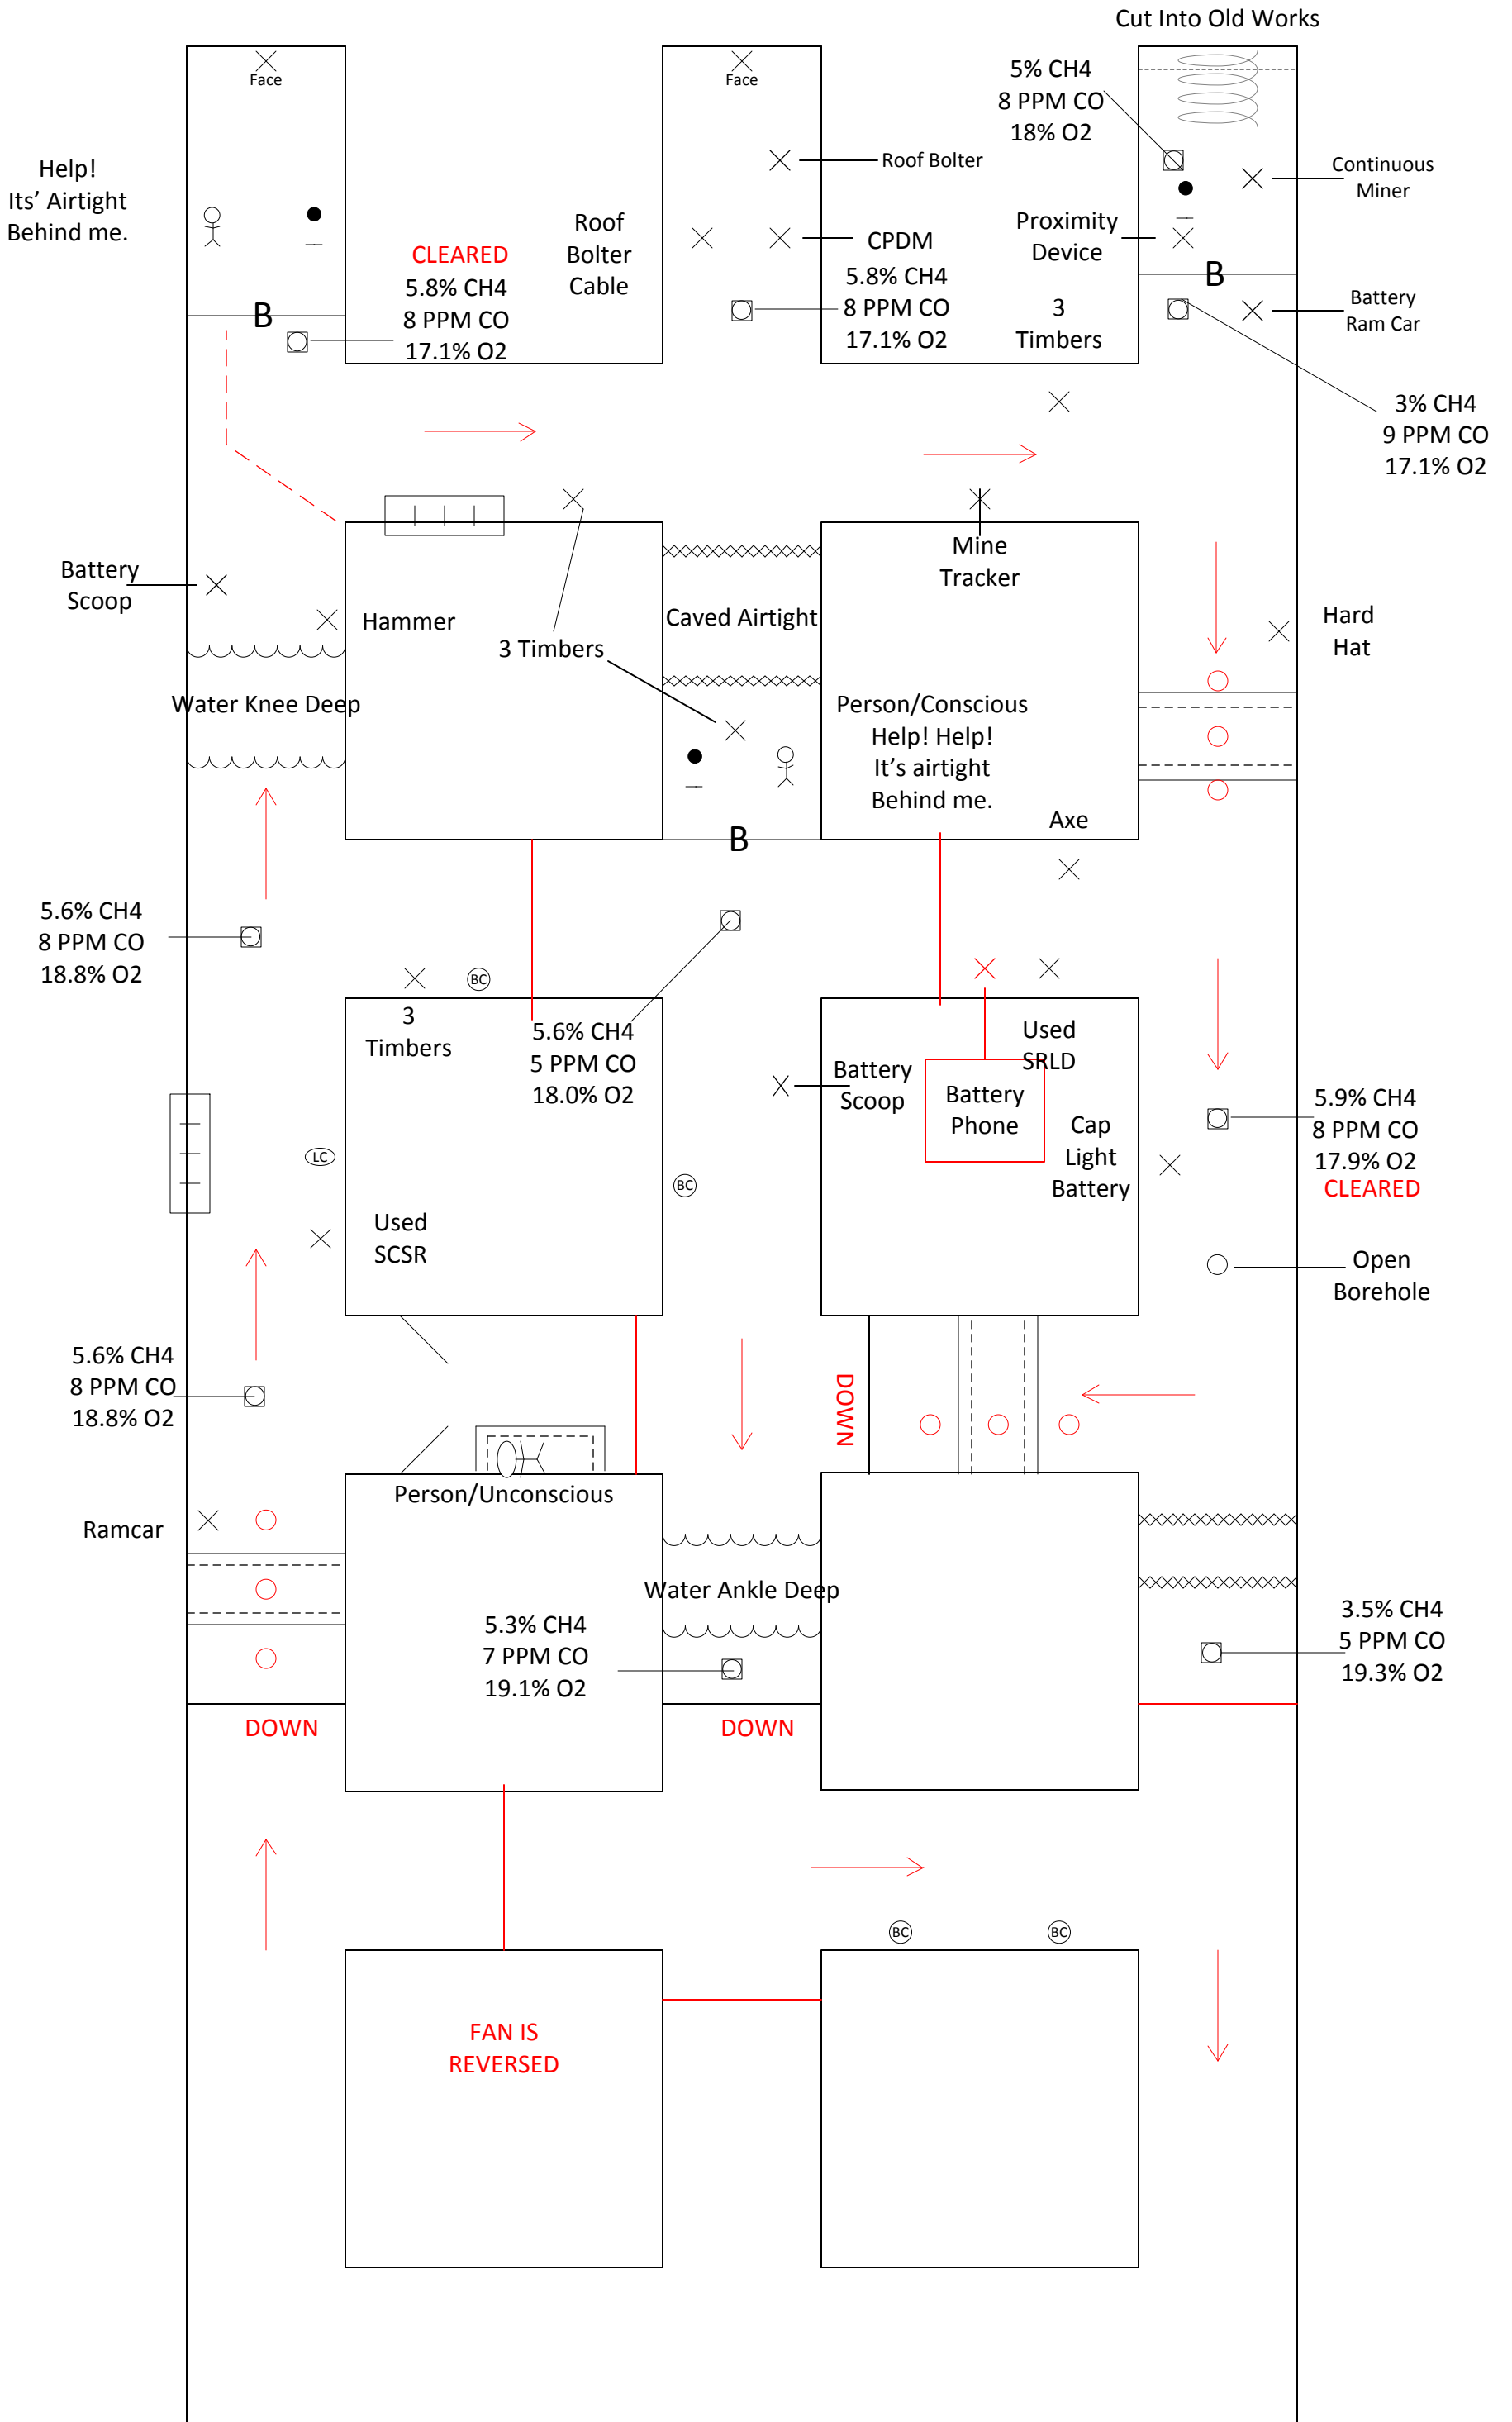 Cut Into Old Works
Face
Face
5% CH4
8 PPM CO
18% O2
Help!
Its' Airtight
Behind me.
Roof Bolter
Continuous
Miner
Roof
Bolter
Cable
CPDM
Proximity
Device
CLEARED
5.8% CH4
8 PPM CO
17.1% O2
5.8% CH4
8 PPM CO
17.1% O2
3
Timbers
B
B
Battery
Ram Car
3% CH4
9 PPM CO
17.1% O2
Battery
Scoop
Hammer
3 Timbers
Caved Airtight
Mine
Tracker
Hard
Hat
Water Knee Deep
Person/Conscious
Help! Help!
It's airtight
Behind me.
B
Axe
5.6% CH4
8 PPM CO
18.8% O2
BC
3
Timbers
5.6% CH4
5 PPM CO
18.0% O2
Battery
Scoop
Used
SRLD
Battery
Phone
Cap
Light
Battery
5.9% CH4
8 PPM CO
17.9% O2
CLEARED
LC
BC
Used
SCSR
Open
Borehole
5.6% CH4
8 PPM CO
18.8% O2
DOWN
Person/Unconscious
Ramcar
Water Ankle Deep
5.3% CH4
7 PPM CO
19.1% O2
3.5% CH4
5 PPM CO
19.3% O2
DOWN
DOWN
BC
BC
FAN IS
REVERSED